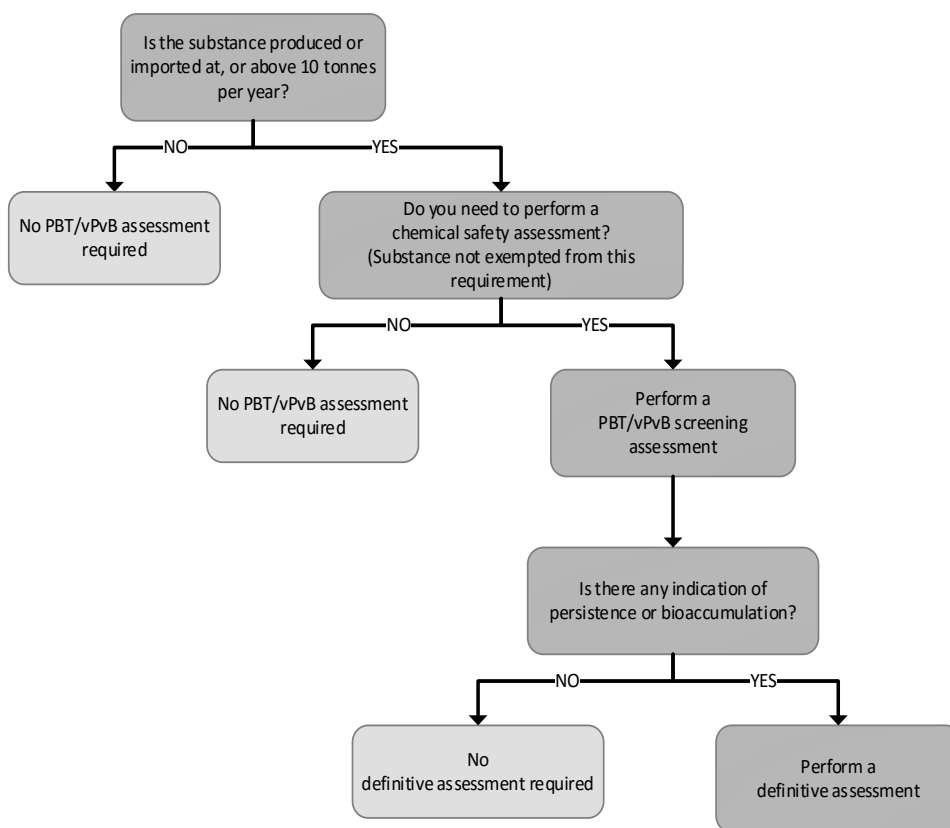 Is the substance produced or
imported at, or above 10 tonnes
per year?
NO
YES
No PBT/vPvB assessment
required
Do you need to perform a
chemical safety assessment?
(Substance not exempted from this
requirement)
NO
YES
No PBT/vPvB assessment
required
Perform a
PBT/vPvB screening
assessment
Is there any indication of
persistence or bioaccumulation?
NO
YES
No
definitive assessment required
Perform a
definitive assessment